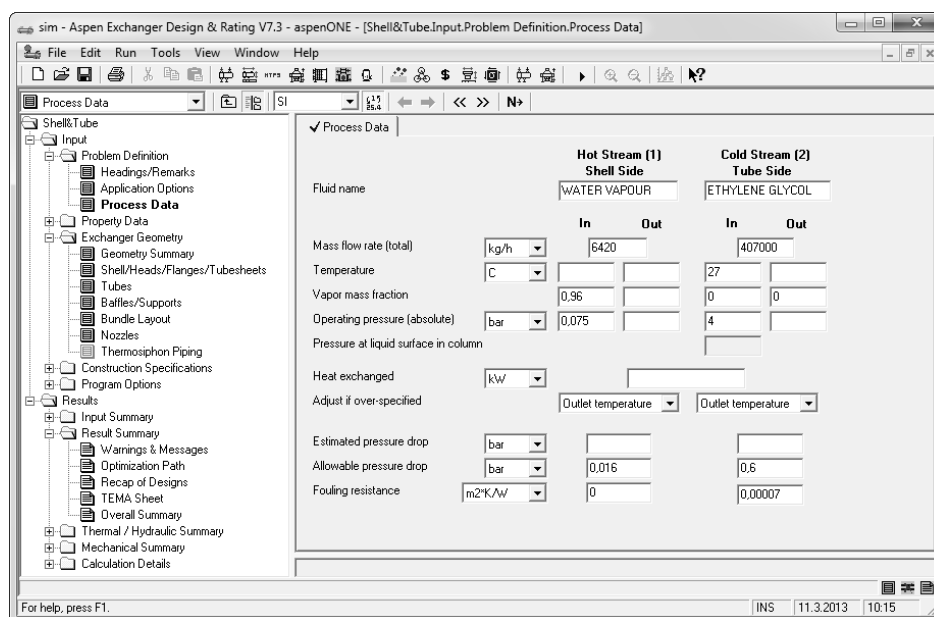 sim - Aspen Exchanger Design & Rating V7.3 - aspenONE - [Shell&Tube.Input.Problem Definition.Process Data]
File Edit Run Tools View Window Help
Process Data SI
Shell&Tube
Input
Problem Definition
Headings/Remarks
Application Options
Process Data
Property Data
Exchanger Geometry
Geometry Summary
Shell/Heads/Flanges/Tubesheets
Tubes
Baffles/Supports
Bundle Layout
Nozzles
Thermosiphon Piping
Construction Specifications
Program Options
Results
Input Summary
Result Summary
Warnings & Messages
Optimization Path
Recap of Designs
TEMA Sheet
Overall Summary
Thermal / Hydraulic Summary
Mechanical Summary
Calculation Details
Process Data
Hot Stream (1) Cold Stream (2)
Shell Side Tube Side
Fluid name WATER VAPOUR ETHYLENE GLYCOL
In Out In Out
Mass flow rate (total) kg/h 6420 407000
Temperature C 27
Vapor mass fraction 0,96 0 0
Operating pressure (absolute) bar 0,075 4
Pressure at liquid surface in column
Heat exchanged kW
Adjust if over-specified Outlet temperature Outlet temperature
Estimated pressure drop bar
Allowable pressure drop bar 0,016 0,6
Fouling resistance m2*K/W 0 0,00007
For help, press F1. INS 11.3.2013 10:15